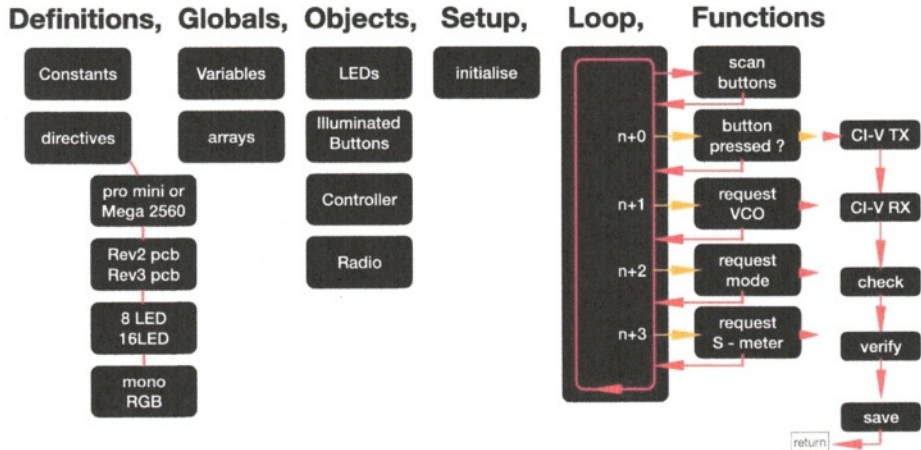 Definitions, Globals, Objects, Setup, Loop, Functions
Constants
directives
pro mini or
Mega 2560
Rev2 pcb
Rev3 pcb
8 LED
16LED
mono
RGB
Variables
arrays
LEDs
Illuminated
Buttons
Controller
Radio
initialise
n+0
n+1
n+2
n+3
scan
buttons
button
pressed ?
request
VCO
request
mode
request
S - meter
CI-V TX
CI-V RX
check
verify
save
return